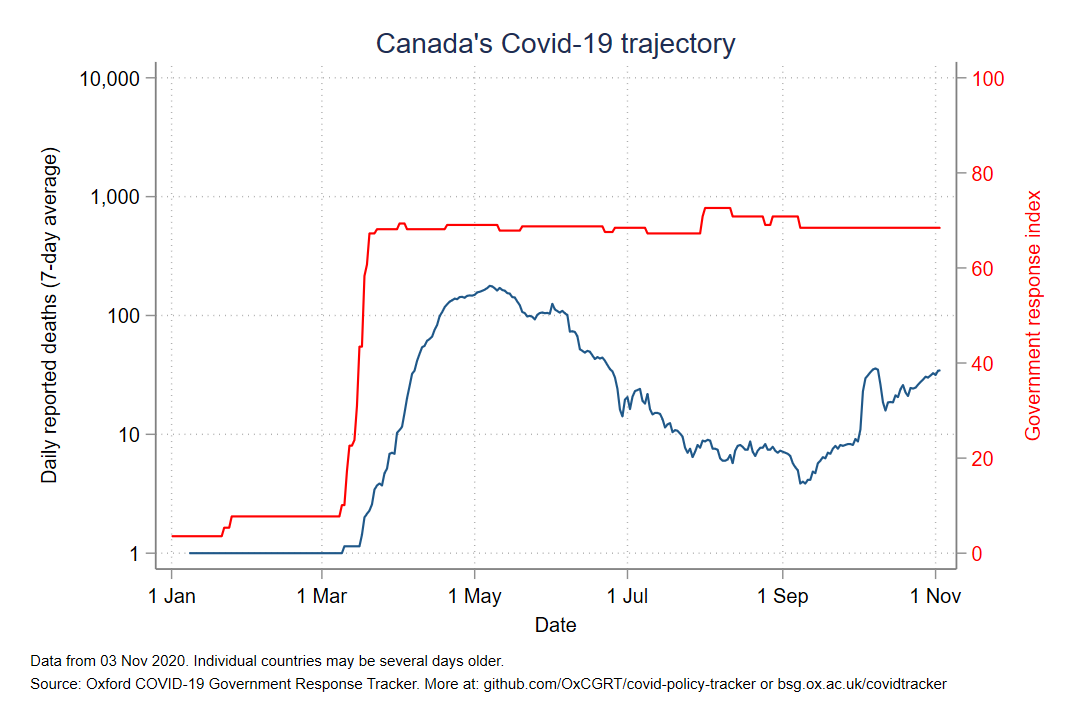 Canada's Covid-19 trajectory
10,000
1,000
100
10
1
Daily reported deaths (7-day average)
100
80
60
40
20
0
Government response index
1 Jan
1 Mar
1 May
1 Jul
1 Sep
1 Nov
Date
Data from 03 Nov 2020. Individual countries may be several days older.
Source: Oxford COVID-19 Government Response Tracker. More at: github.com/OxCGRT/covid-policy-tracker or bsg.ox.ac.uk/covidtracker